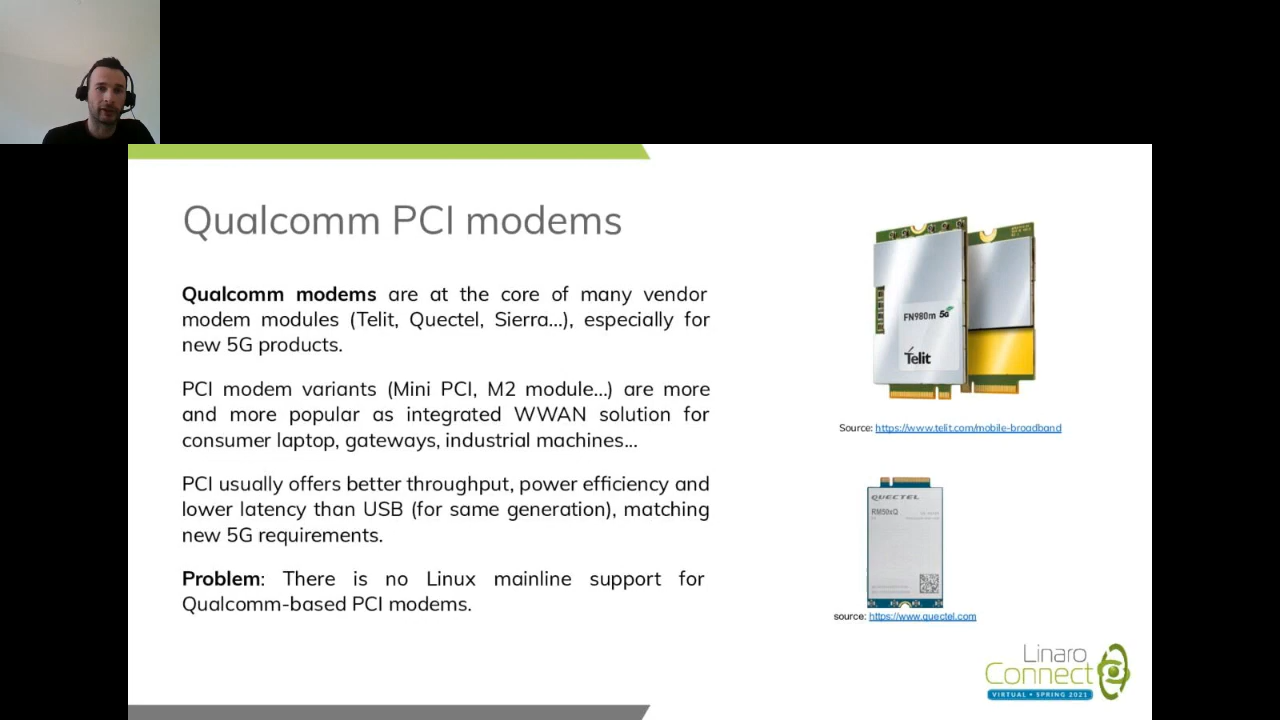 Qualcomm PCI modems
Qualcomm modems are at the core of many vendor
modem modules (Telit, Quectel, Sierra...), especially for
new 5G products.
PCI modem variants (Mini PCI, M2 module...) are more
and more popular as integrated WWAN solution for
consumer laptop, gateways, industrial machines...
PCI usually offers better throughput, power efficiency and
lower latency than USB (for same generation), matching
new 5G requirements.
Problem: There is no Linux mainline support for
Qualcomm-based PCI modems.
FN980m 5G
Telit
Source: https://www.telit.com/mobile-broadband
QUECTEL
RM50xQ
source: https://www.quectel.com
Linaro
Connect
VIRTUAL • SPRING 2021